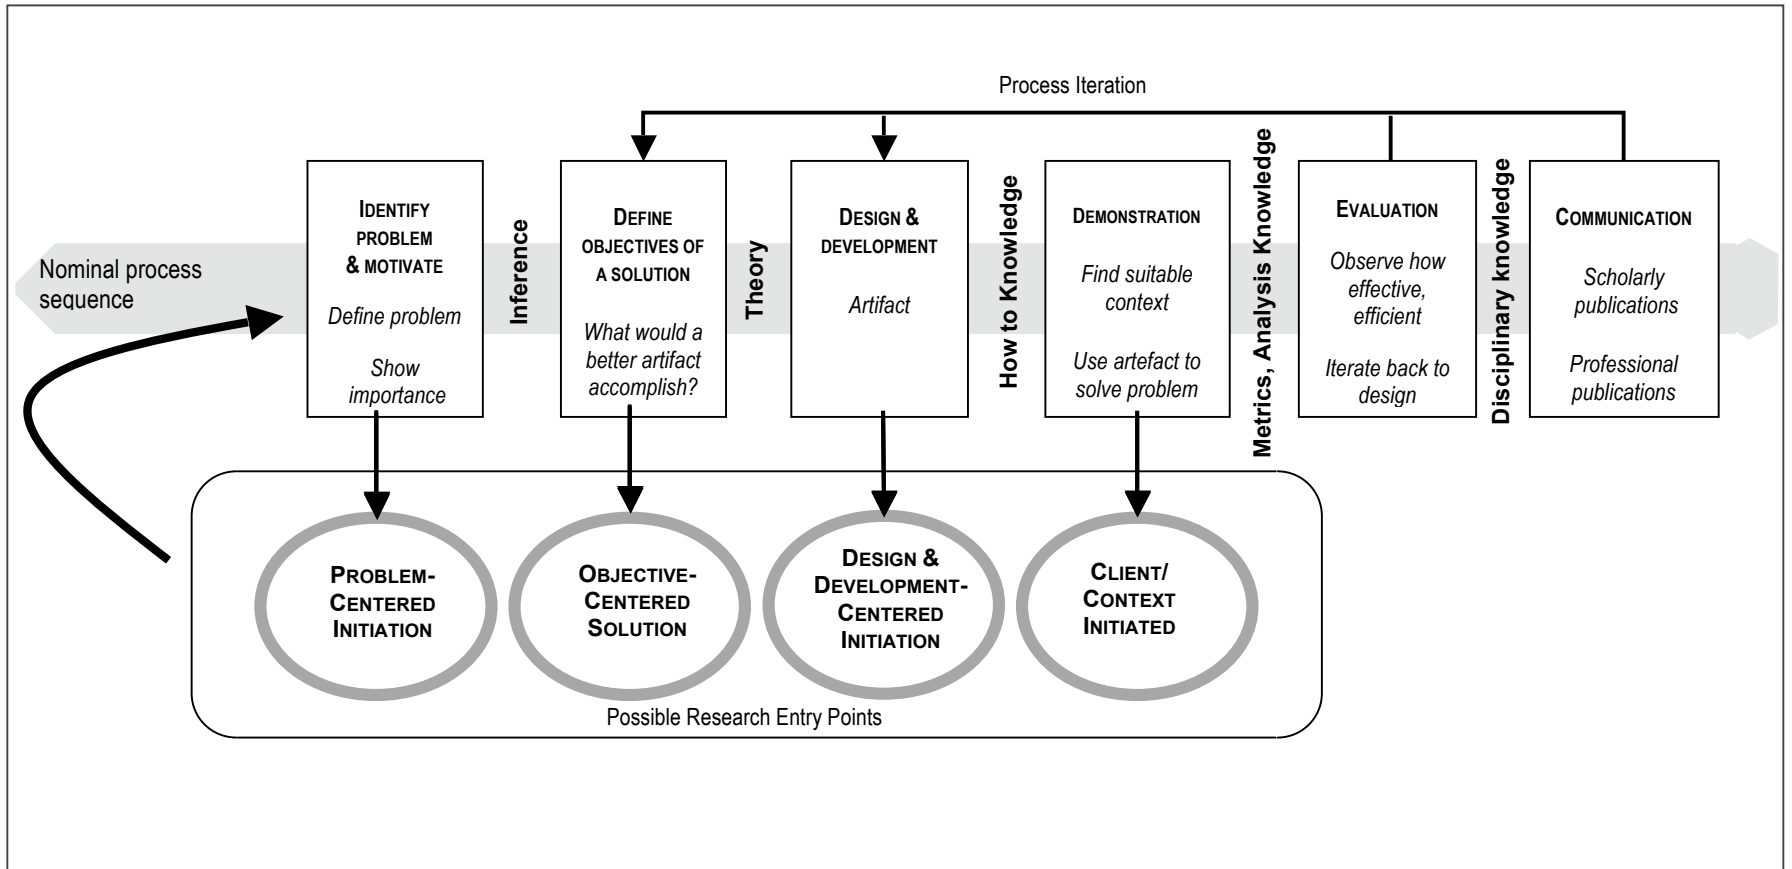 Process Iteration
Nominal process
sequence
IDENTIFY
PROBLEM
& MOTIVATE
Define problem
Show
importance
Inference
DEFINE
OBJECTIVES OF
A SOLUTION
What would a
better artifact
accomplish?
Theory
DESIGN &
DEVELOPMENT
Artifact
How to Knowledge
DEMONSTRATION
Find suitable
context
Use artefact to
solve problem
Metrics, Analysis Knowledge
EVALUATION
Observe how
effective,
efficient
Iterate back to
design
Disciplinary knowledge
COMMUNICATION
Scholarly
publications
Professional
publications
PROBLEM-
CENTERED
INITIATION
OBJECTIVE-
CENTERED
SOLUTION
DESIGN &
DEVELOPMENT-
CENTERED
INITIATION
CLIENT/
CONTEXT
INITIATED
Possible Research Entry Points